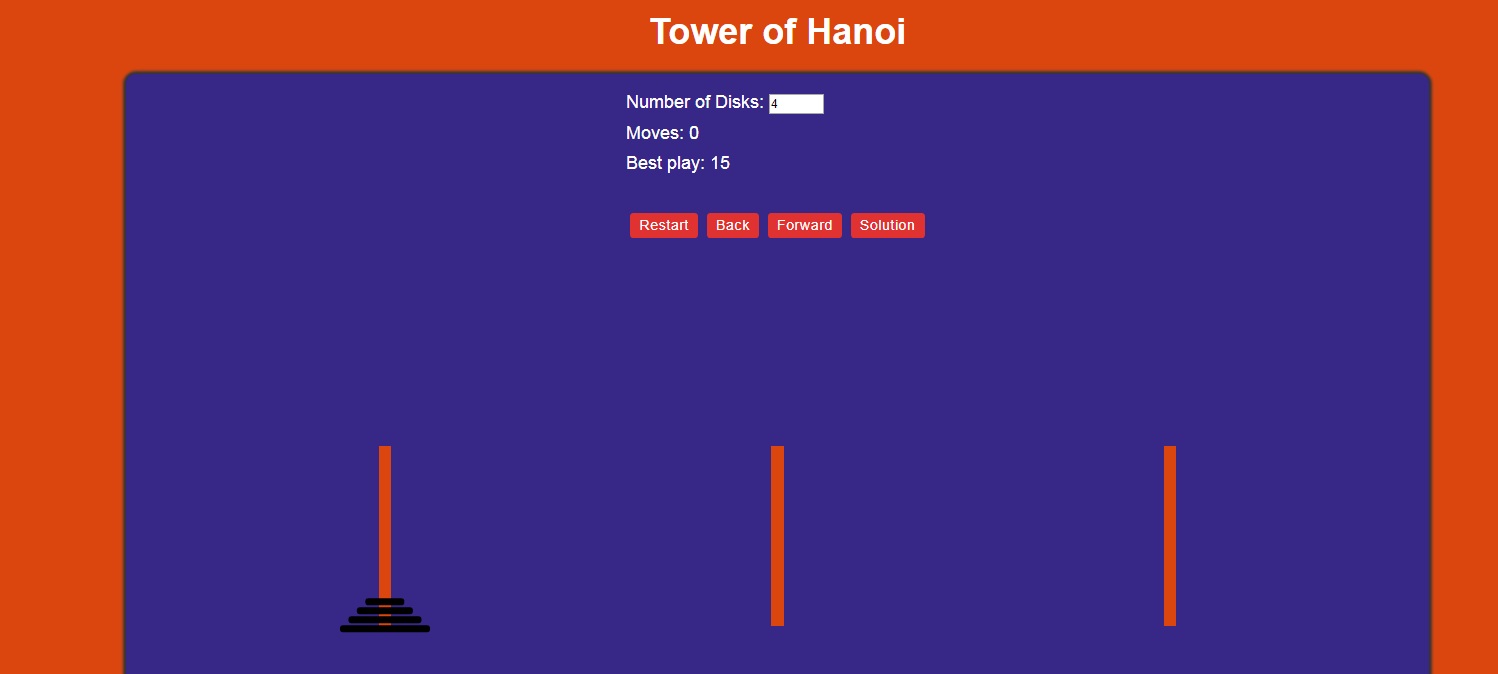 Tower of Hanoi
Number of Disks: 4
Moves: 0
Best play: 15
Restart Back Forward Solution